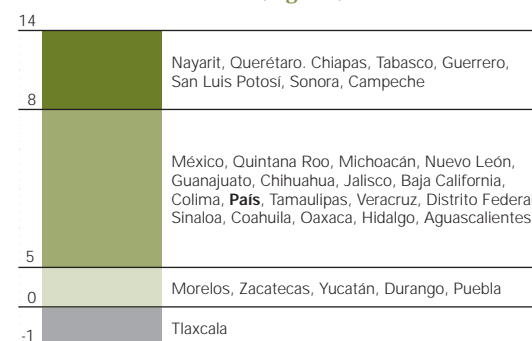 14
Nayarit, Querétaro. Chiapas, Tabasco, Guerrero,
San Luis Potosí, Sonora, Campeche
8
México, Quintana Roo, Michoacán, Nuevo León,
Guanajuato, Chihuahua, Jalisco, Baja California,
Colima, País, Tamaulipas, Veracruz, Distrito Federa
Sinaloa, Coahuila, Oaxaca, Hidalgo, Aguascalientes
5
Morelos, Zacatecas, Yucatán, Durango, Puebla
0
Tlaxcala
-1